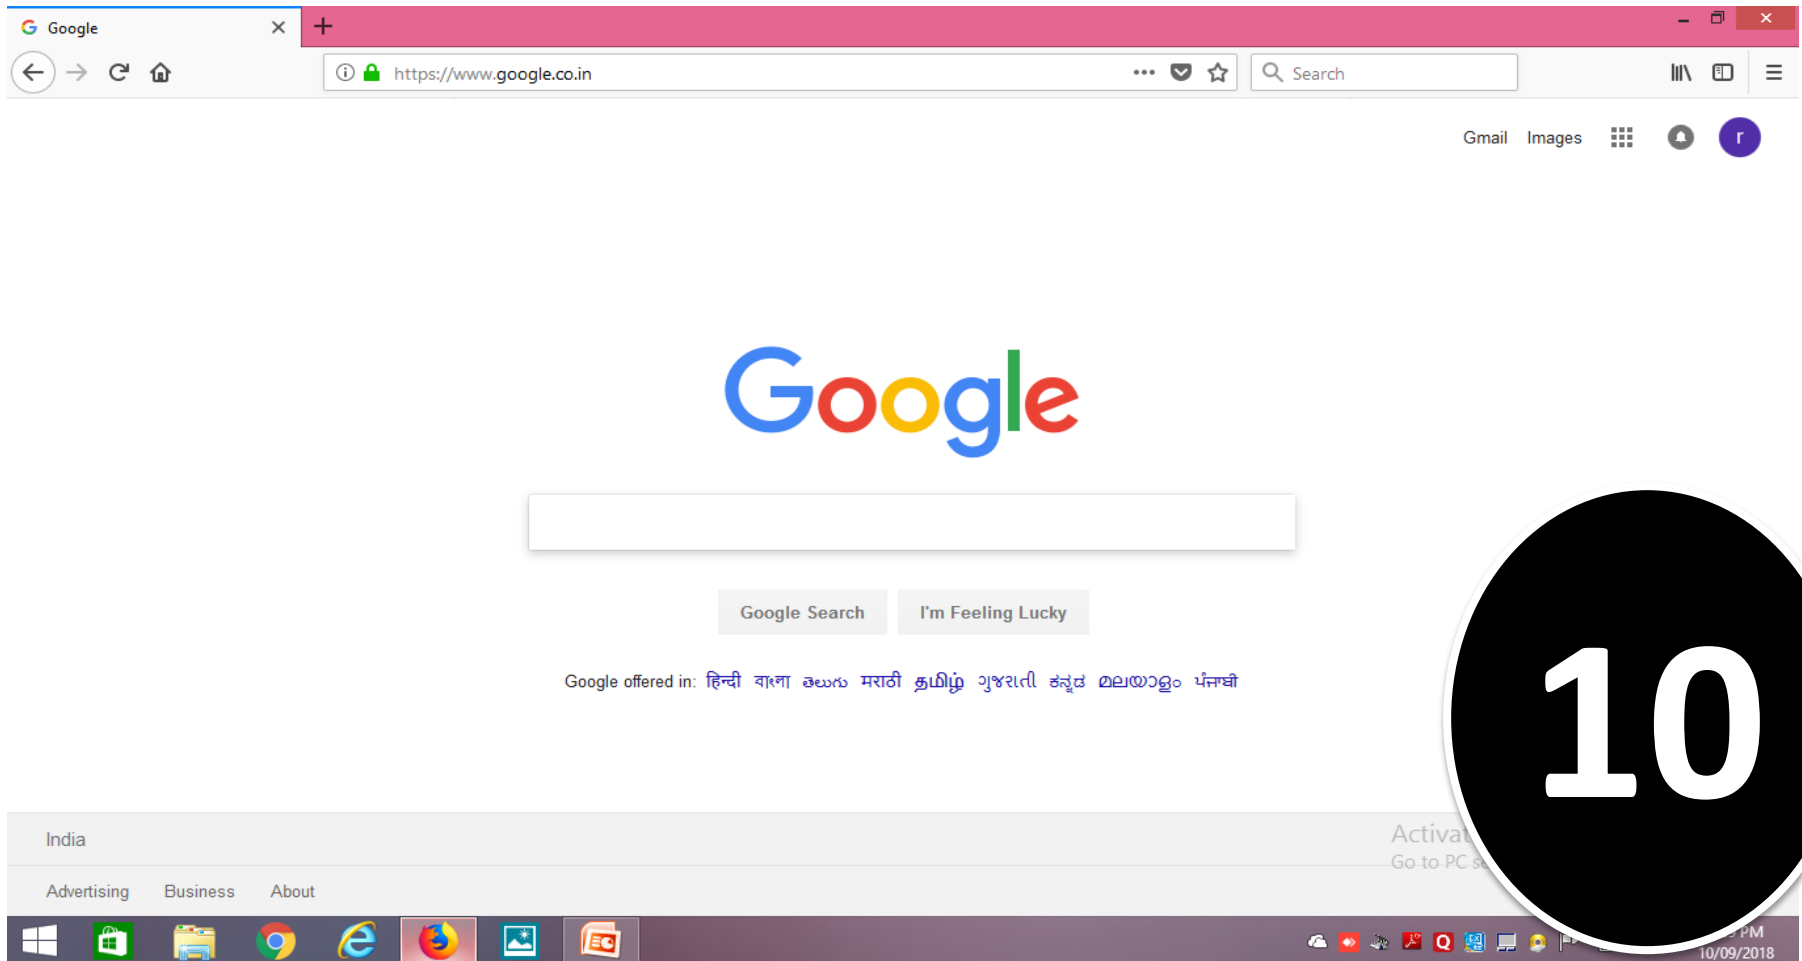 Google
https://www.google.co.in
Search
Gmail Images
r
Google
Google Search I'm Feeling Lucky
Google offered in: हिन्दी বাংলা తెలుగు मराठी தமிழ் ગુજરાતી ಕನ್ನಡ മലയാളം ਪੰਜਾਬੀ
10
India
Go to PC
Advertising Business About
PM
10/09/2018